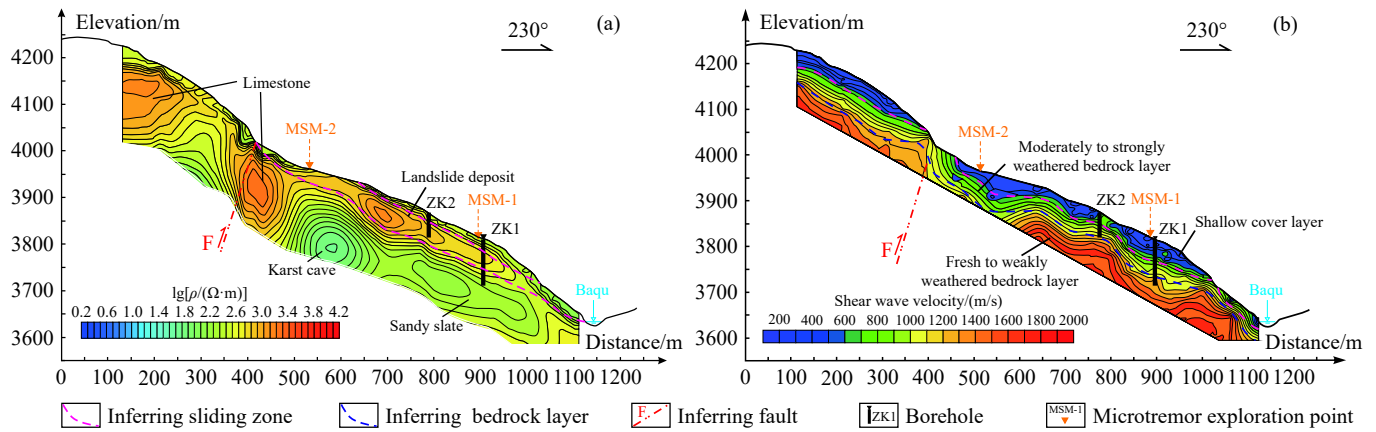 Elevation/m
230°
(a)
4200
4100
4000
3900
3800
3700
3600
Limestone
MSM-2
Landslide deposit
ZK2
MSM-1
ZK1
F
Karst cave
Sandy slate
Baqu
lg[ρ/(Ω·m)]
0.2 0.6 1.0 1.4 1.8 2.2 2.6 3.0 3.4 3.8 4.2
Distance/m
0 100 200 300 400 500 600 700 800 900 1000 1100 1200
Elevation/m
230°
(b)
4200
4100
4000
3900
3800
3700
3600
MSM-2
Moderately to strongly
weathered bedrock layer
ZK2
MSM-1
ZK1
Shallow cover layer
F
Fresh to weakly
weathered bedrock layer
Baqu
Shear wave velocity/(m/s)
200 400 600 800 1000 1200 1400 1600 1800 2000
Distance/m
0 100 200 300 400 500 600 700 800 900 1000 1100 1200
Inferring sliding zone
Inferring bedrock layer
F
Inferring fault
ZK1
Borehole
MSM-1
Microtremor exploration point